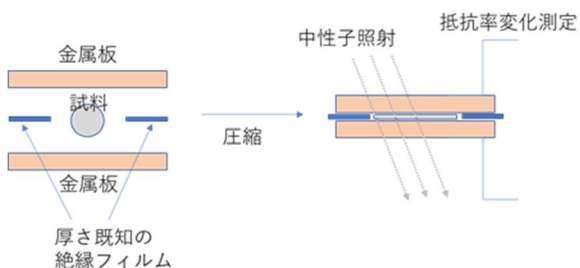 金属板
試料
金属板
厚さ既知の
絶縁フィルム
圧縮
中性子照射
抵抗率変化測定